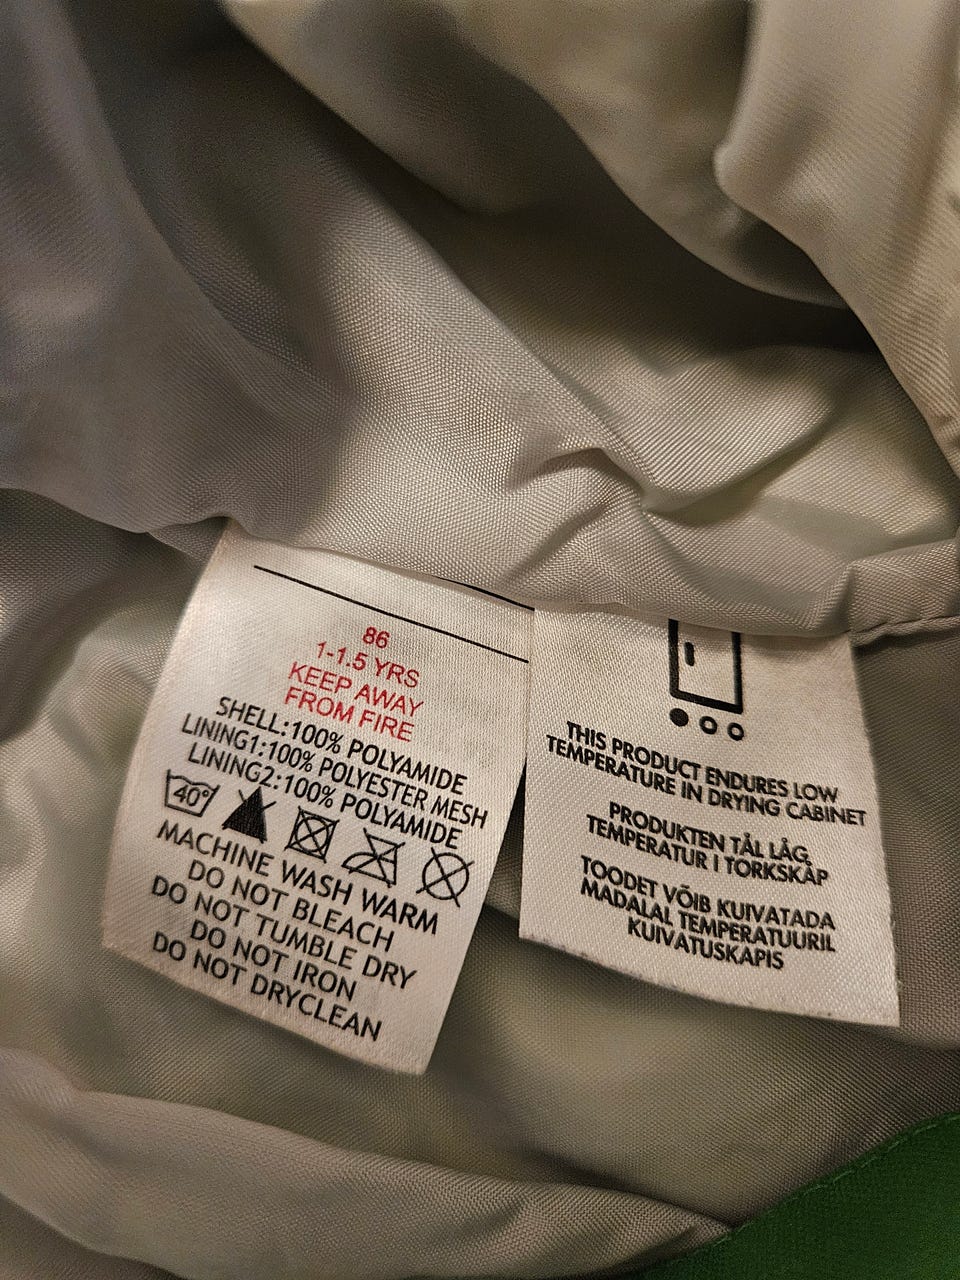 86
1-1.5 YRS
KEEP AWAY
FROM FIRE
SHELL:100% POLYAMIDE
LINING1:100% POLYESTER MESH
LINING2:100% POLYAMIDE
40°
MACHINE WASH WARM
DO NOT BLEACH
DO NOT TUMBLE DRY
DO NOT IRON
DO NOT DRYCLEAN
THIS PRODUCT ENDURES LOW
TEMPERATURE IN DRYING CABINET
PRODUKTEN TÅL LÅG
TEMPERATUR I TORKSKÅP
TOODET VÕIB KUIVATADA
MADALAL TEMPERATUURIL
KUIVATUSKAPIS